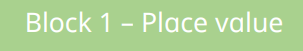 Block 1 – Place value